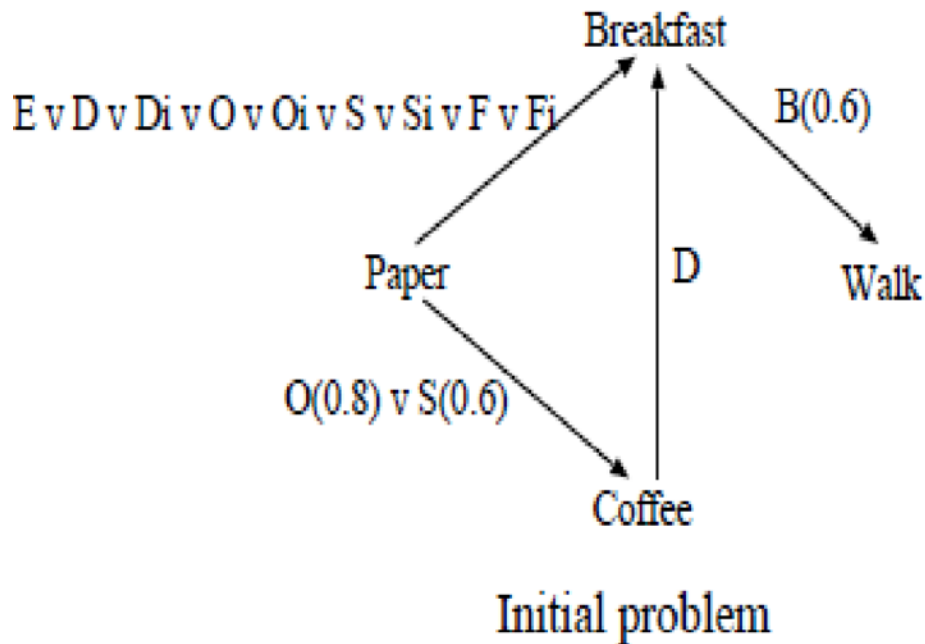 Breakfast
E v D v Di v O v Oi v S v Si v F v Fi
B(0.6)
Paper
D
Walk
O(0.8) v S(0.6)
Coffee
Initial problem